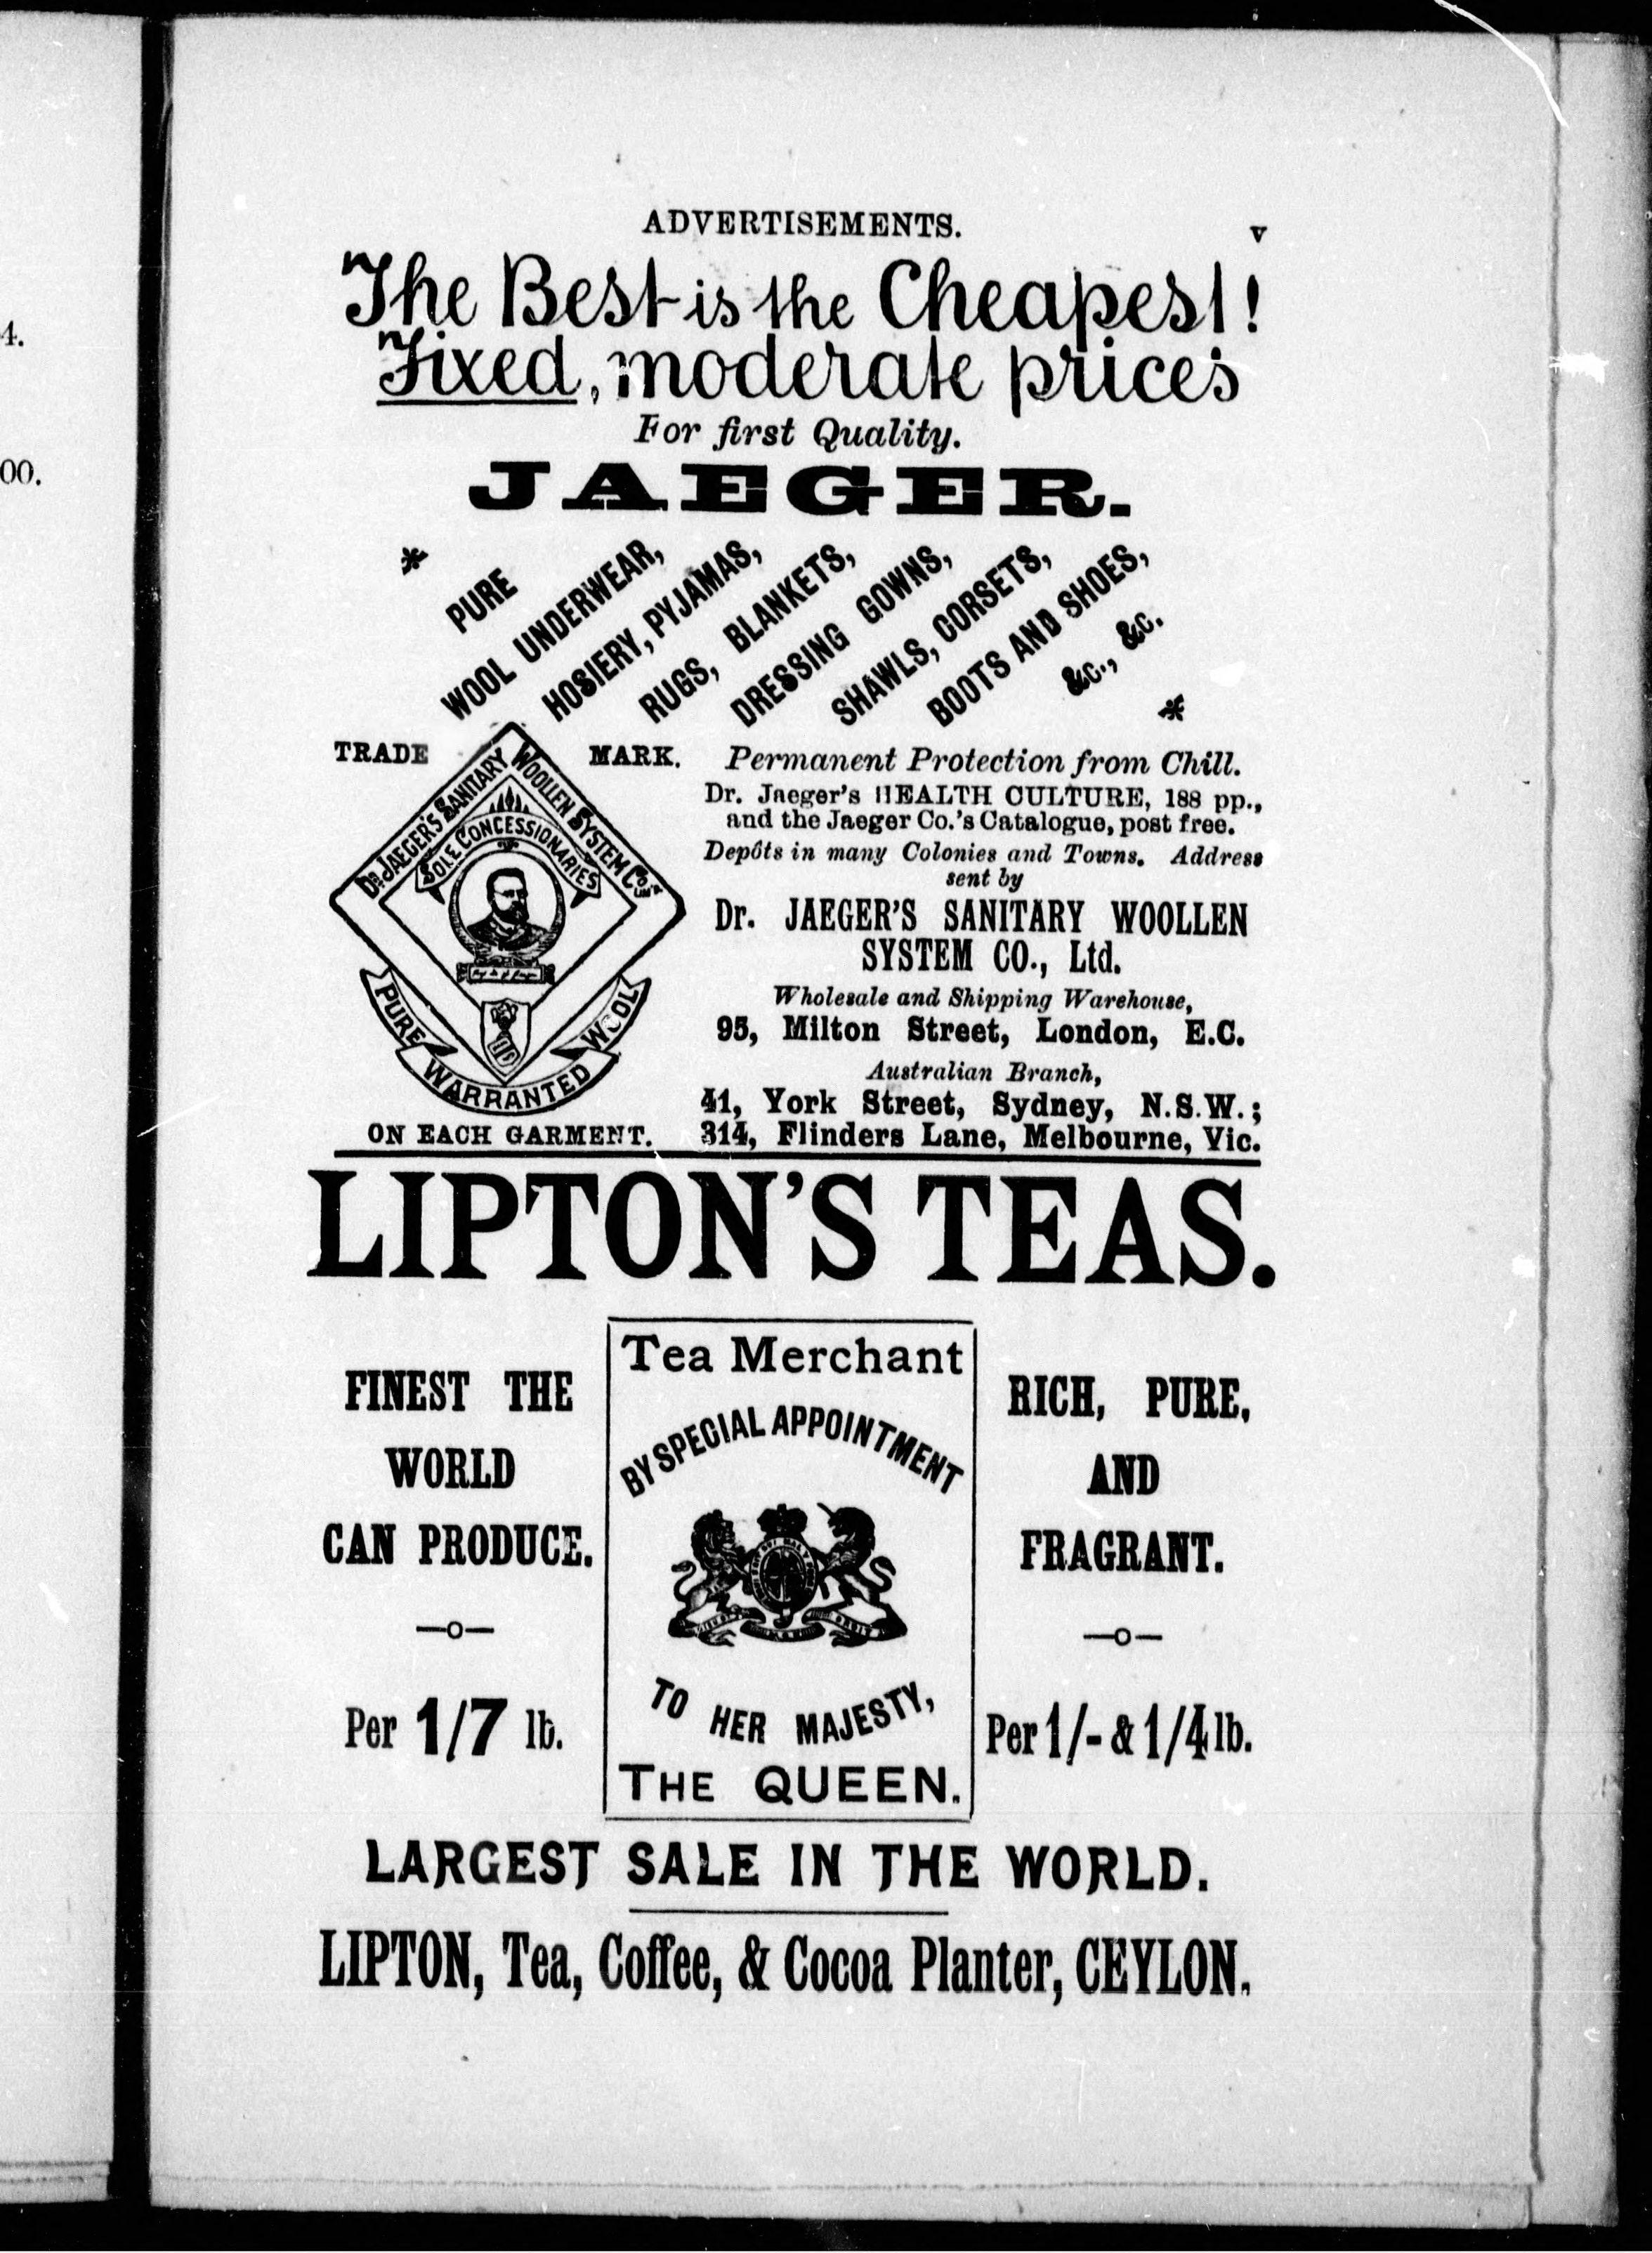 4.
00.
ADVERTISEMENTS. v
The Best is the Cheapest!
Fixed, moderate prices
For first Quality.
JAEGER.
* PURE
WOOL UNDERWEAR,
HOSIERY, PYJAMAS,
RUGS, BLANKETS,
DRESSING GOWNS,
SHAWLS, CORSETS,
BOOTS AND SHOES,
&c., &c. *
TRADE MARK.
DR. JAEGER'S SANITARY WOOLLEN SYSTEM CO. LIM'D
SOLE CONCESSIONARIES
PURE WARRANTED WOOL
ON EACH GARMENT.
Permanent Protection from Chill.
Dr. Jaeger's HEALTH CULTURE, 188 pp.,
and the Jaeger Co.'s Catalogue, post free.
Depôts in many Colonies and Towns. Address
sent by
Dr. JAEGER'S SANITARY WOOLLEN
SYSTEM CO., Ltd.
Wholesale and Shipping Warehouse,
95, Milton Street, London, E.C.
Australian Branch,
41, York Street, Sydney, N.S.W.;
314, Flinders Lane, Melbourne, Vic.
LIPTON'S TEAS.
FINEST THE
WORLD
CAN PRODUCE.
—o—
Per 1/7 lb.
Tea Merchant
BY SPECIAL APPOINTMENT
TO HER MAJESTY,
THE QUEEN.
RICH, PURE,
AND
FRAGRANT.
—o—
Per 1/- & 1/4 lb.
LARGEST SALE IN THE WORLD.
LIPTON, Tea, Coffee, & Cocoa Planter, CEYLON.